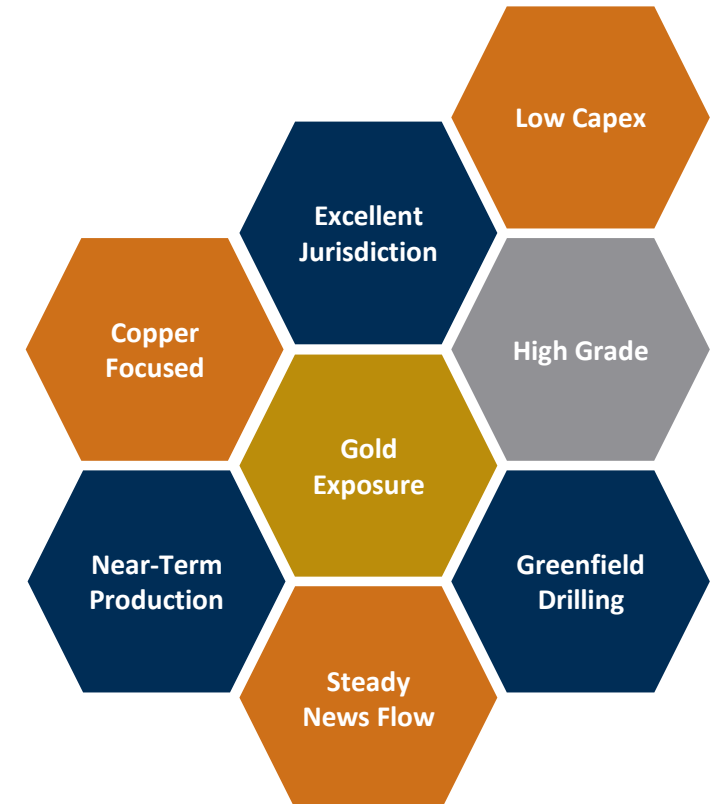 Low Capex
Excellent
Jurisdiction
Copper
Focused
High Grade
Gold
Exposure
Near-Term
Production
Greenfield
Drilling
Steady
News Flow